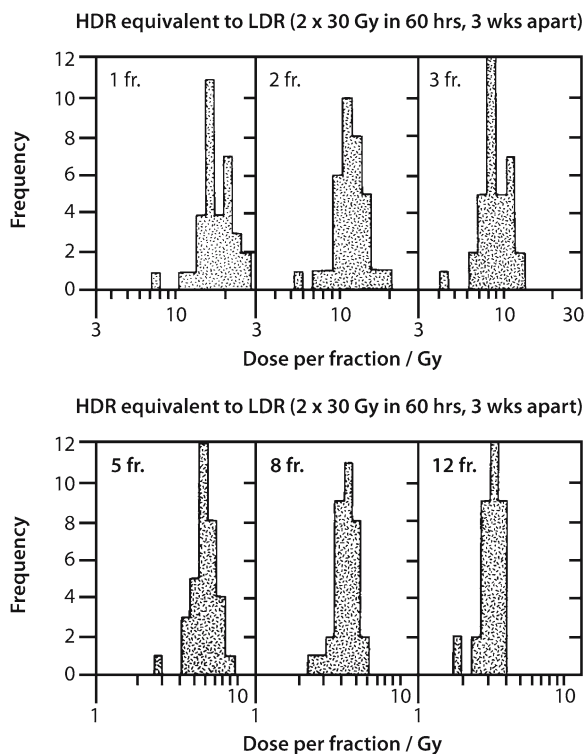 HDR equivalent to LDR (2 x 30 Gy in 60 hrs, 3 wks apart)
Frequency
12
10
8
6
4
2
0
1 fr.
2 fr.
3 fr.
3
10
3
10
3
10
30
Dose per fraction / Gy
HDR equivalent to LDR (2 x 30 Gy in 60 hrs, 3 wks apart)
Frequency
12
10
8
6
4
2
0
5 fr.
8 fr.
12 fr.
1
10
1
10
1
10
Dose per fraction / Gy